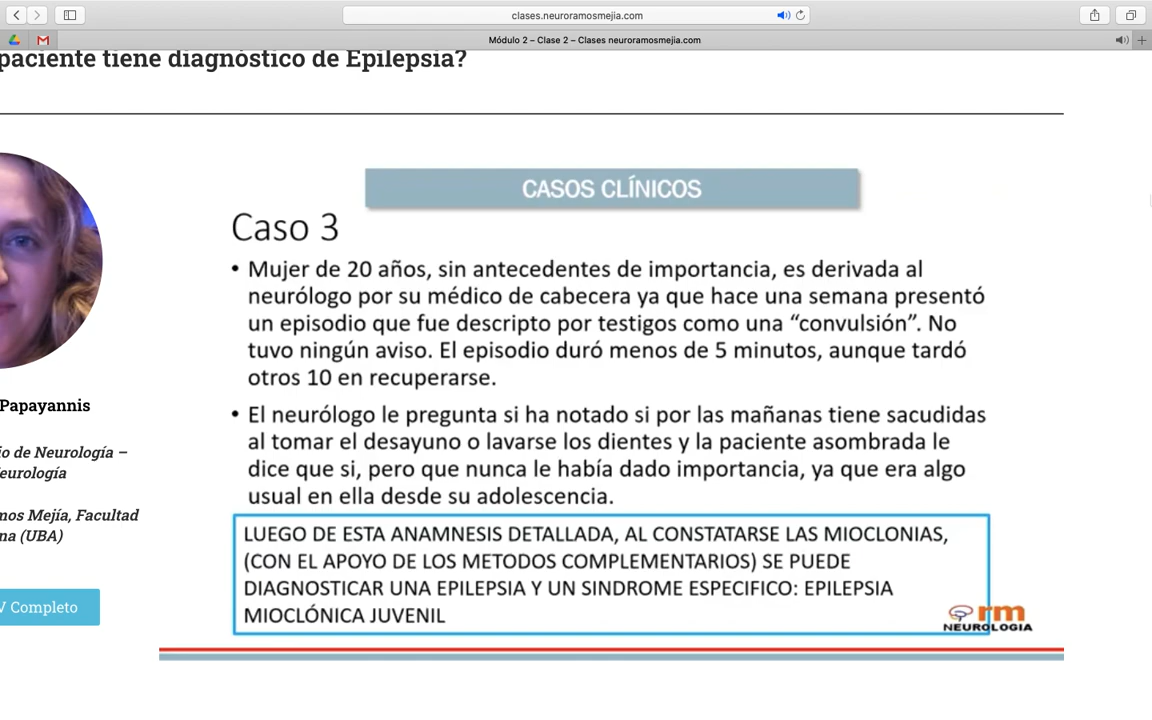 clases.neuroramosmejia.com
Módulo 2 – Clase 2 – Clases neuroramosmejia.com
paciente tiene diagnóstico de Epilepsia?
CASOS CLÍNICOS
Caso 3
• Mujer de 20 años, sin antecedentes de importancia, es derivada al
neurólogo por su médico de cabecera ya que hace una semana presentó
un episodio que fue descripto por testigos como una “convulsión”. No
tuvo ningún aviso. El episodio duró menos de 5 minutos, aunque tardó
otros 10 en recuperarse.
• El neurólogo le pregunta si ha notado si por las mañanas tiene sacudidas
al tomar el desayuno o lavarse los dientes y la paciente asombrada le
dice que si, pero que nunca le había dado importancia, ya que era algo
usual en ella desde su adolescencia.
LUEGO DE ESTA ANAMNESIS DETALLADA, AL CONSTATARSE LAS MIOCLONIAS,
(CON EL APOYO DE LOS METODOS COMPLEMENTARIOS) SE PUEDE
DIAGNOSTICAR UNA EPILEPSIA Y UN SINDROME ESPECIFICO: EPILEPSIA
MIOCLÓNICA JUVENIL
rm
NEUROLOGIA
Papayannis
io de Neurología –
eurología
mos Mejía, Facultad
na (UBA)
V Completo